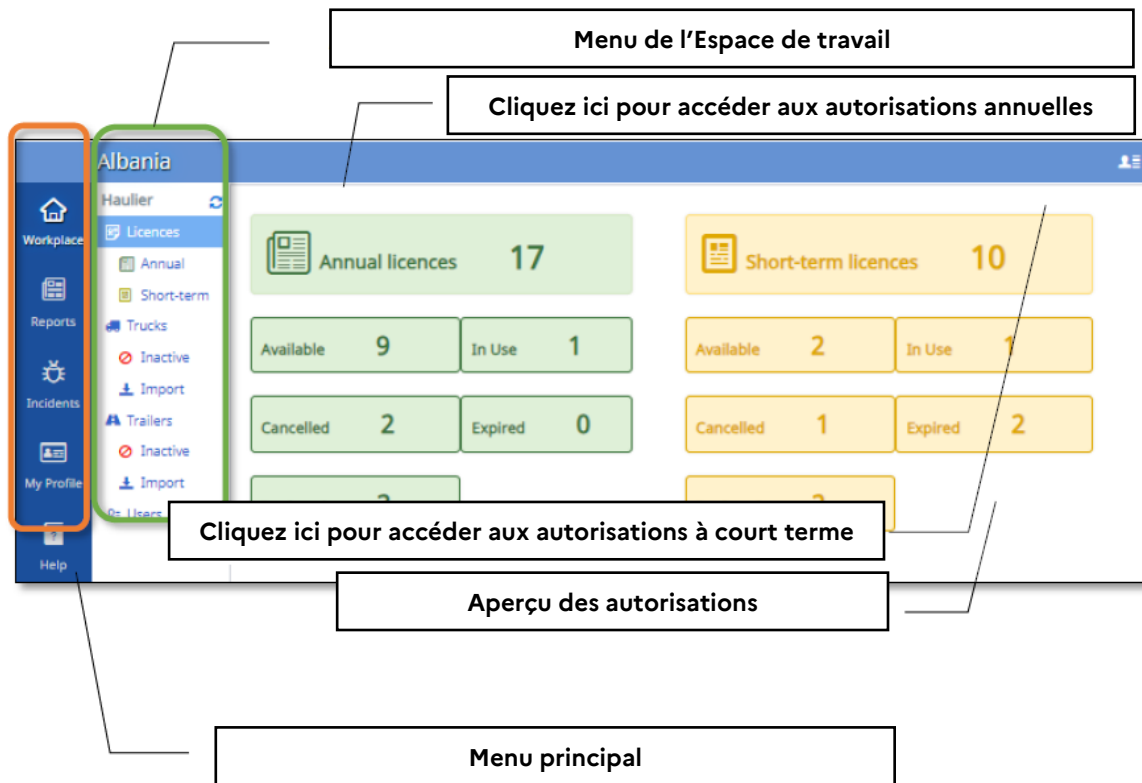 Menu de l’Espace de travail
Cliquez ici pour accéder aux autorisations annuelles
Albania
Workplace
Reports
Incidents
My Profile
Help
Haulier
Licences
Annual
Short-term
Trucks
Inactive
Import
Trailers
Inactive
Import
Users
Annual licences 17
Short-term licences 10
Available 9
In Use 1
Available 2
In Use 1
Cancelled 2
Expired 0
Cancelled 1
Expired 2
Cliquez ici pour accéder aux autorisations à court terme
Aperçu des autorisations
Menu principal